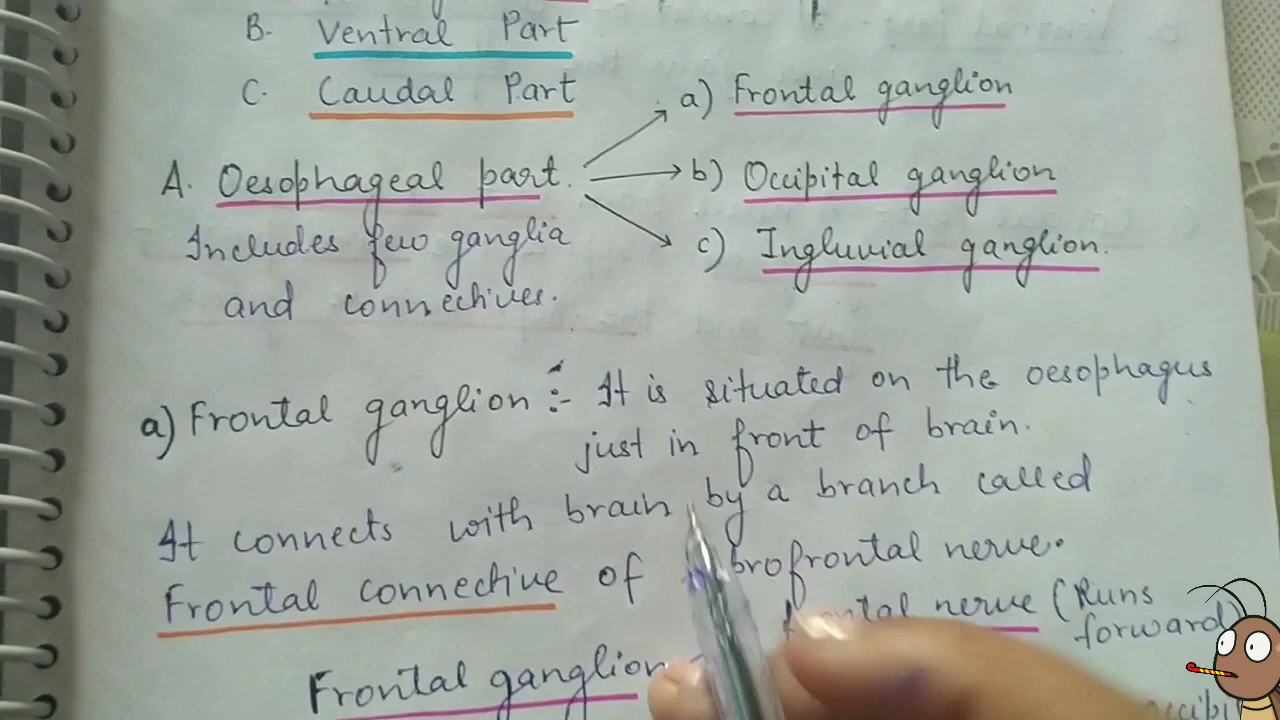 B. Ventral Part
C. Caudal Part
a) Frontal ganglion
A. Oesophageal part.
b) Occipital ganglion
Includes few ganglia
c) Ingluvial ganglion.
and connectives.
a) Frontal ganglion :- It is situated on the oesophagus
just in front of brain.
It connects with brain by a branch called
Frontal connective of brofrontal nerve.
nerve (Runs
forward)
Frontal ganglion